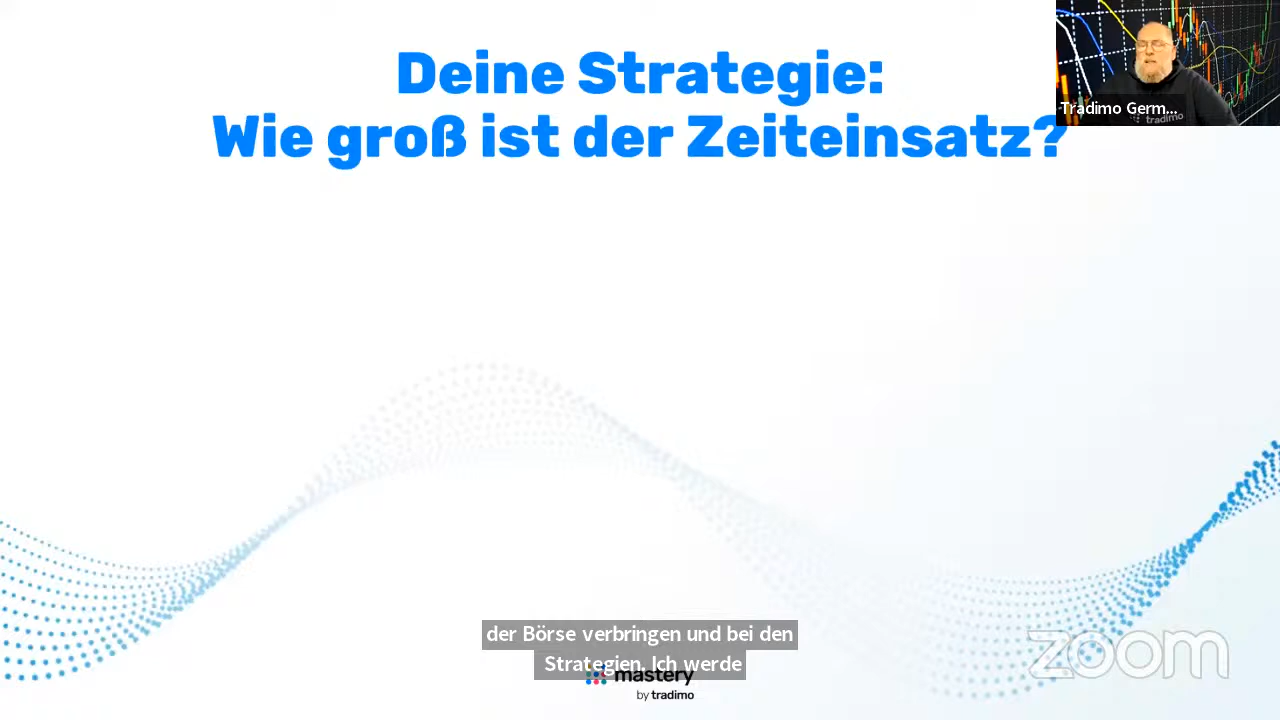 Deine Strategie:
Wie groß ist der Zeiteinsatz?
Tradimo Germ...
tradimo
der Börse verbringen und bei den
Strategien. Ich werde
mastery
by tradimo
zoom